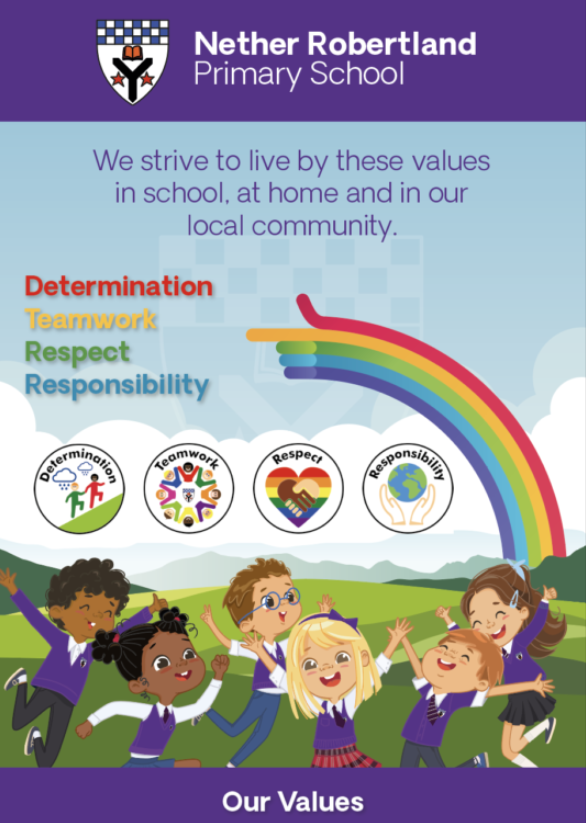 Nether Robertland
Primary School
We strive to live by these values
in school, at home and in our
local community.
Determination
Teamwork
Respect
Responsibility
Determination
Teamwork
Respect
Responsibility
Our Values